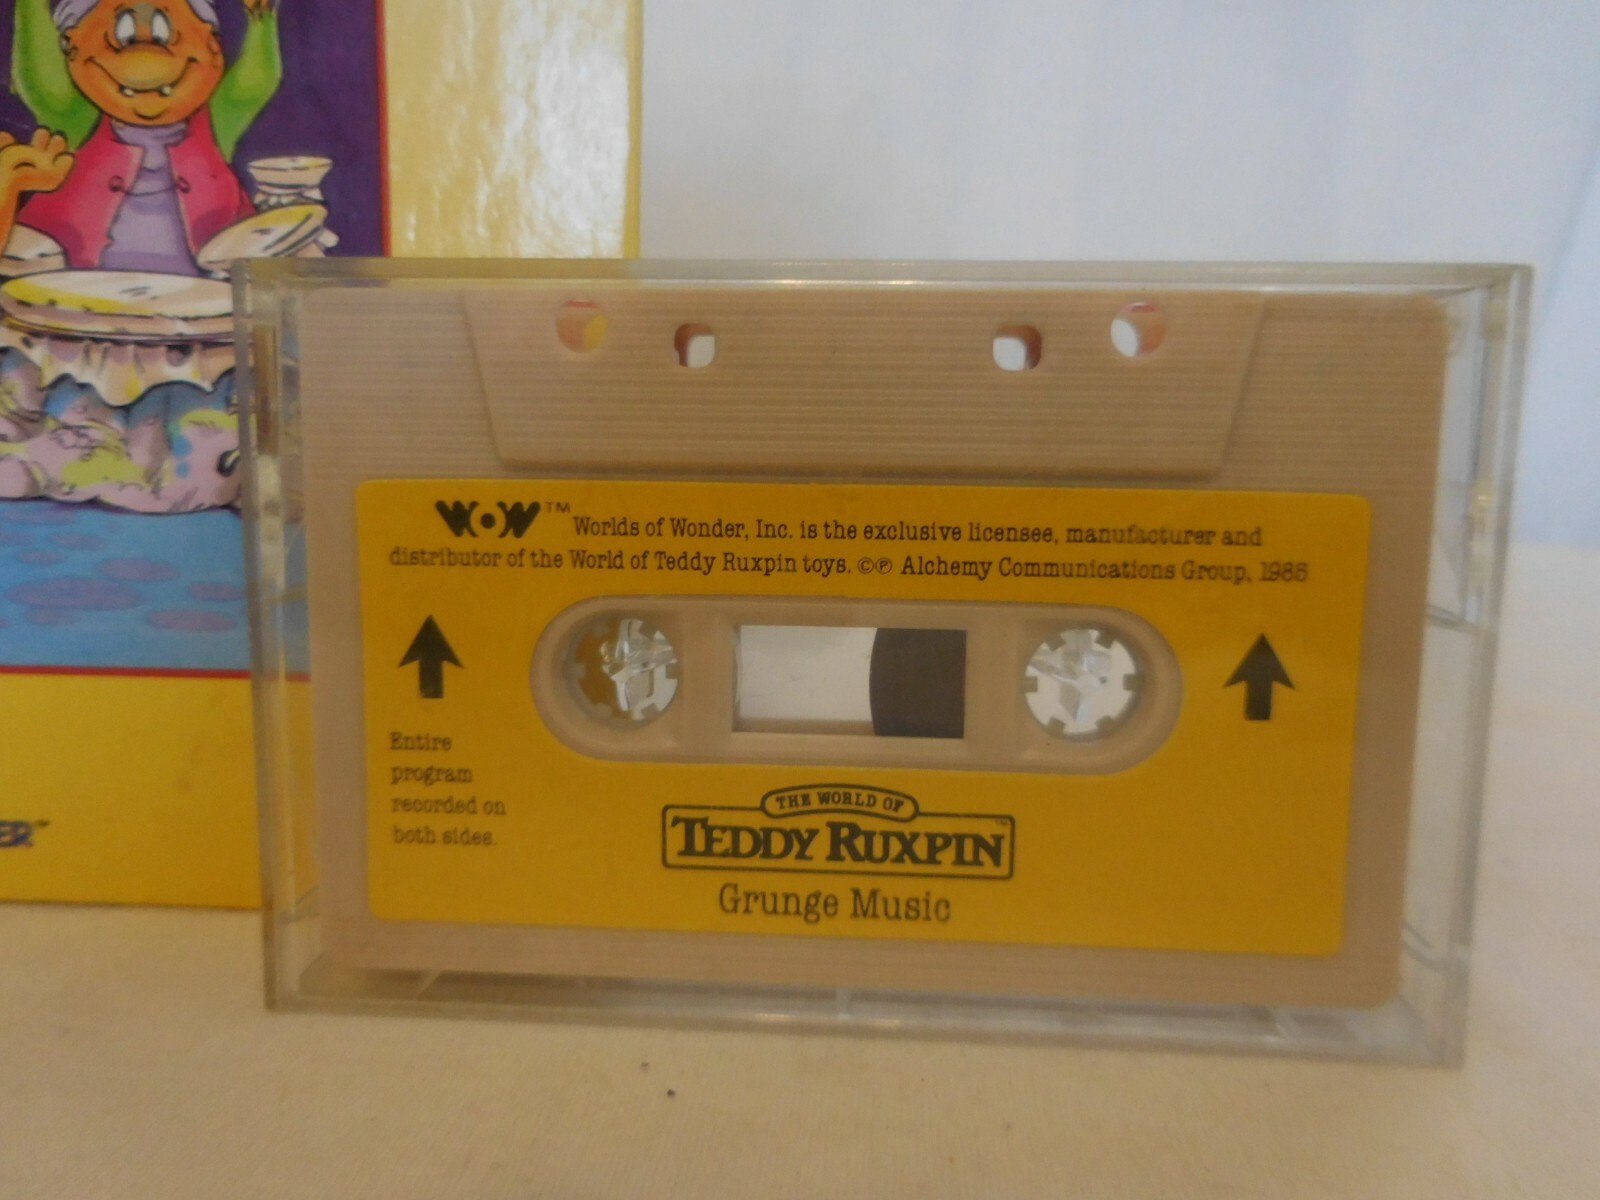 WOW™ Worlds of Wonder, Inc. is the exclusive licensee, manufacturer and
distributor of the World of Teddy Ruxpin toys. ©℗ Alchemy Communications Group, 1985
Entire
program
recorded on
both sides.
THE WORLD OF
TEDDY RUXPIN™
Grunge Music